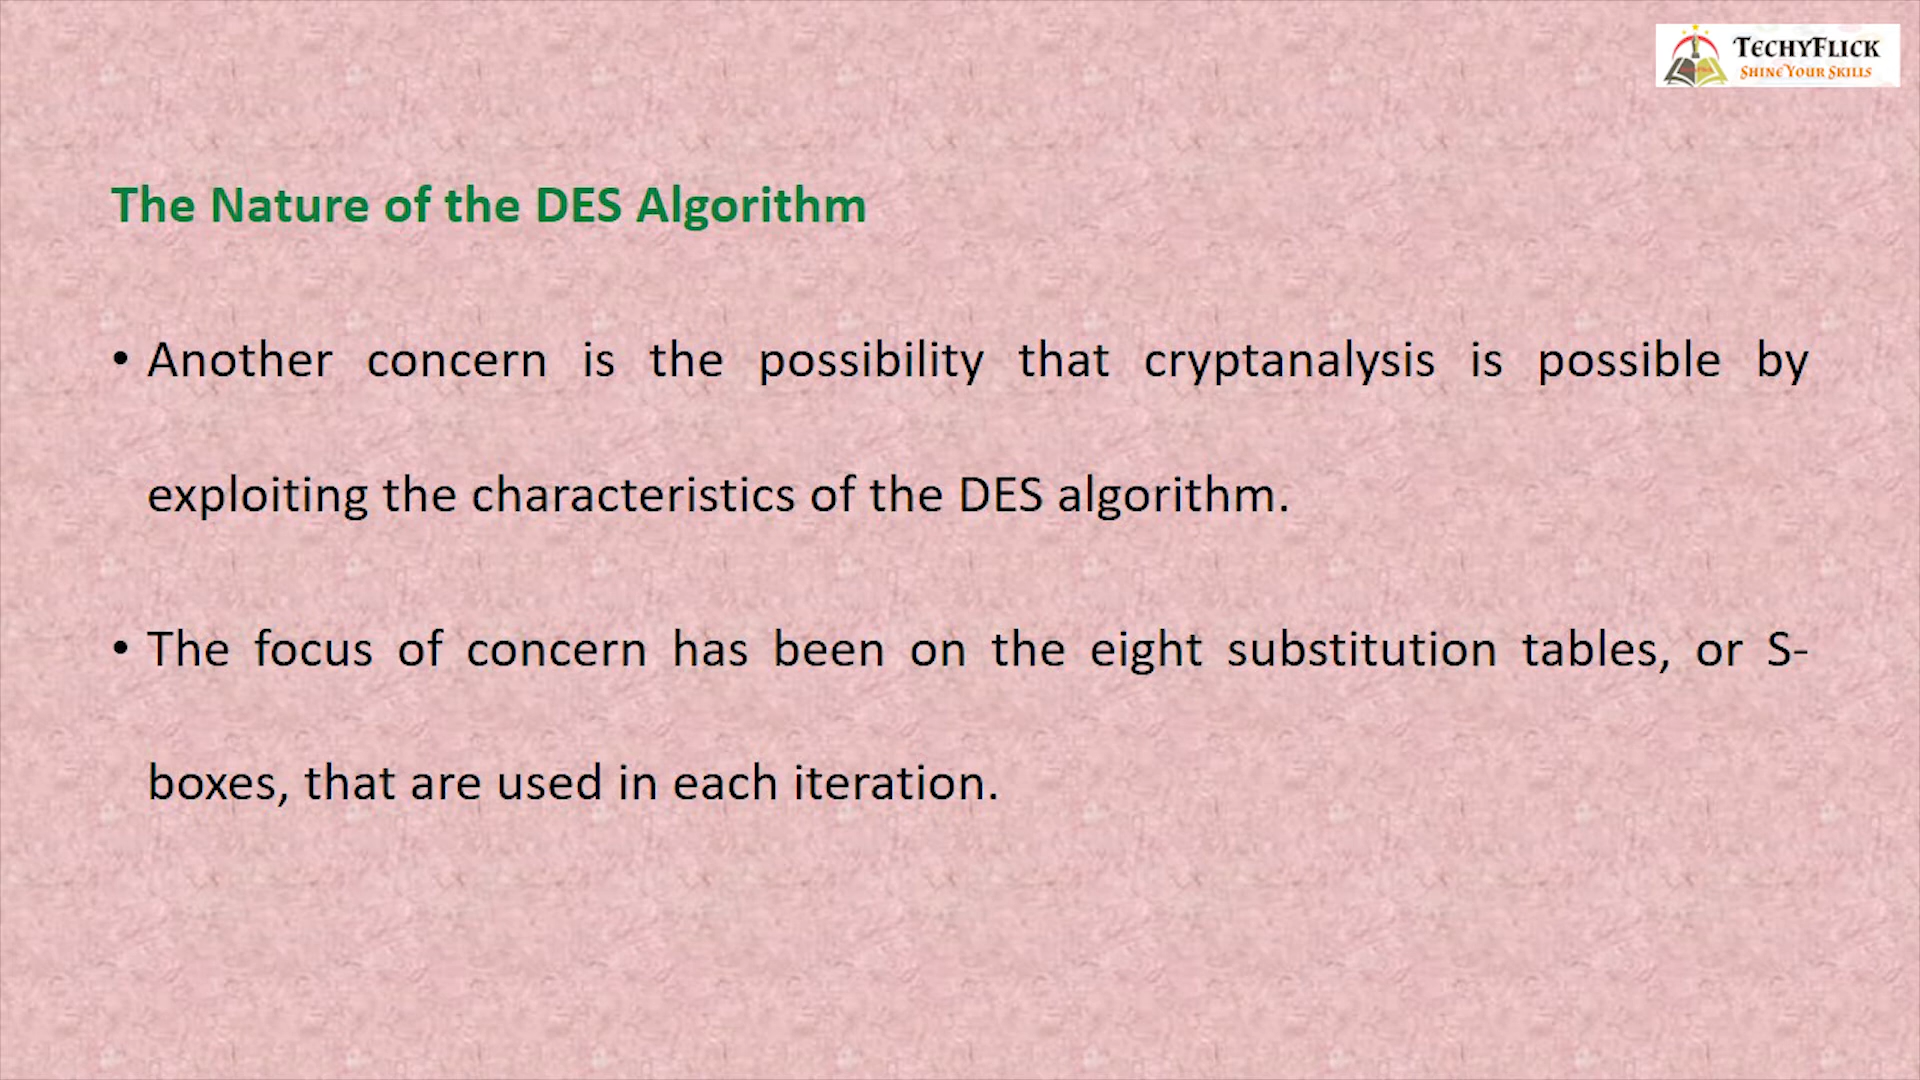 TECHYFLICK
SHINE YOUR SKILLS
The Nature of the DES Algorithm
• Another concern is the possibility that cryptanalysis is possible by
exploiting the characteristics of the DES algorithm.
• The focus of concern has been on the eight substitution tables, or S-
boxes, that are used in each iteration.